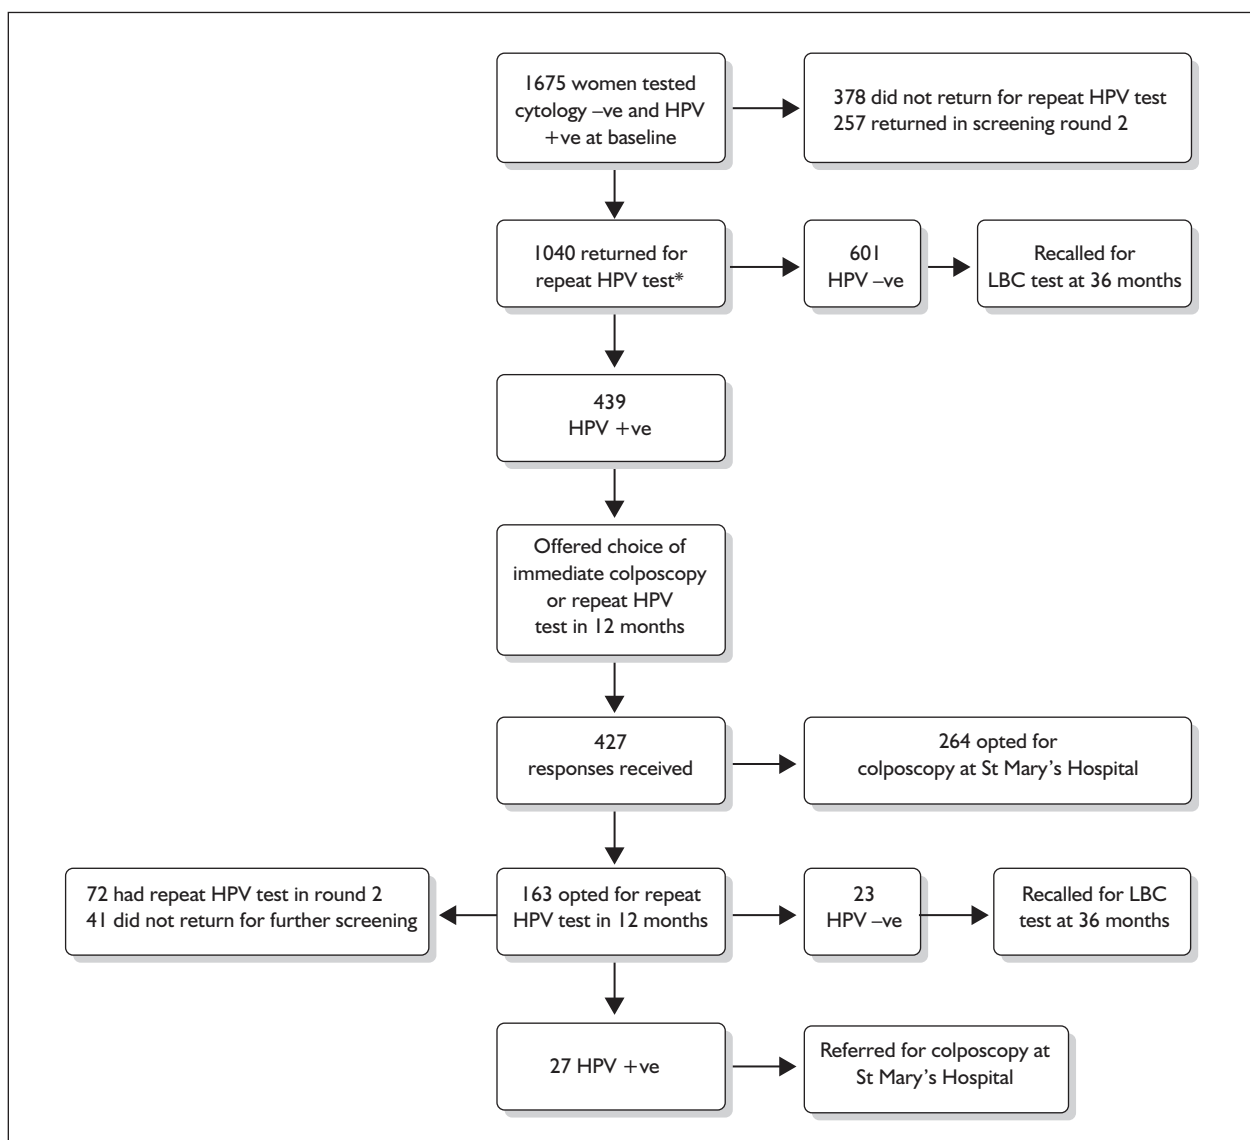 1675 women tested
cytology –ve and HPV
+ve at baseline
378 did not return for repeat HPV test
257 returned in screening round 2
1040 returned for
repeat HPV test*
601
HPV –ve
Recalled for
LBC test at 36 months
439
HPV +ve
Offered choice of
immediate colposcopy
or repeat HPV
test in 12 months
427
responses received
264 opted for
colposcopy at St Mary’s Hospital
72 had repeat HPV test in round 2
41 did not return for further screening
163 opted for repeat
HPV test in 12 months
23
HPV –ve
Recalled for LBC
test at 36 months
27 HPV +ve
Referred for colposcopy at
St Mary’s Hospital